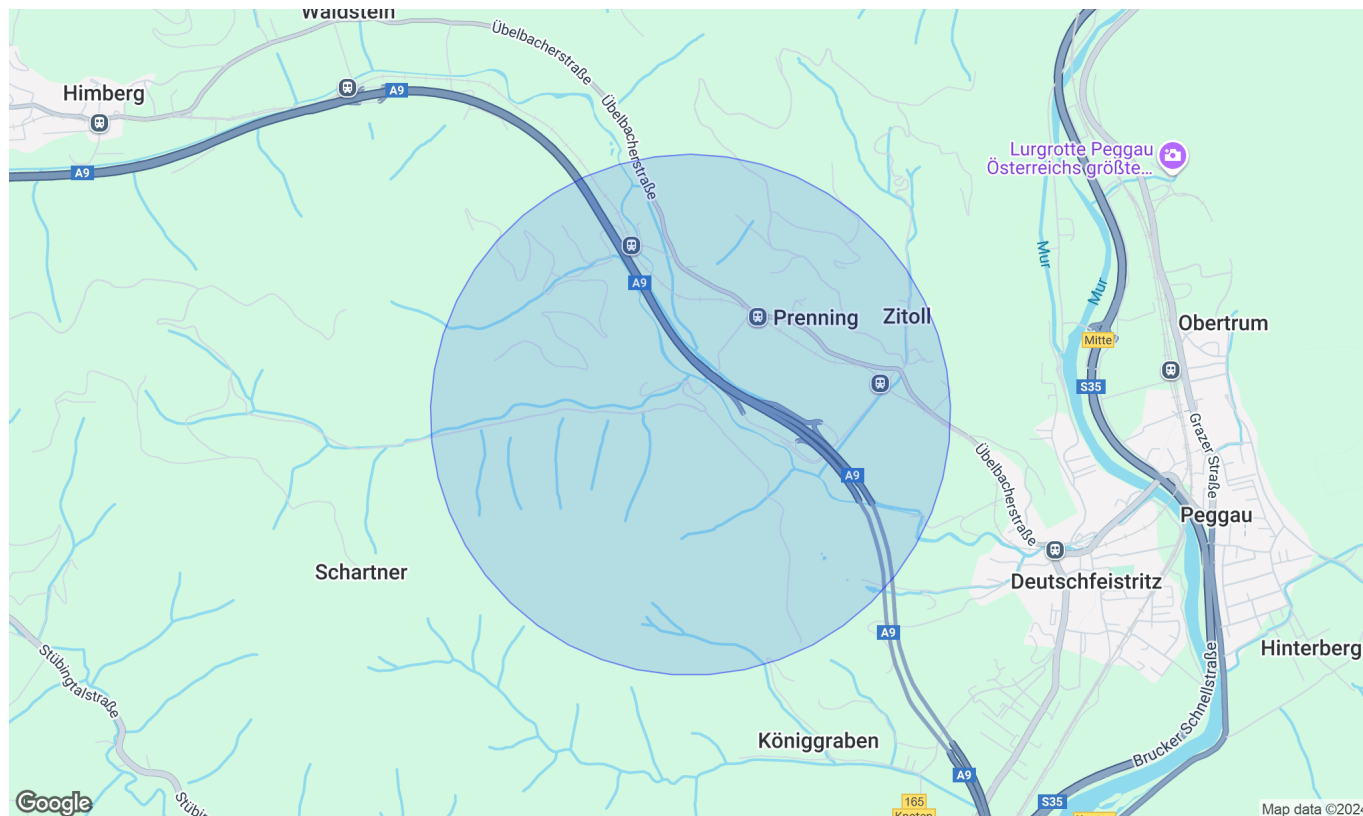 Waldstein
Übelbacherstraße
Himberg
A9
Übelbacherstraße
A9
Lurgrotte Peggau
Österreichs größte...
Mur
Mur
A9
Prenning
Zitoll
Obertrum
Mitte
S35
Grazer Straße
Übelbacherstraße
A9
Peggau
Schartner
Deutschfeistritz
A9
Hinterberg
Stübingtalstraße
Brucker Schnellstraße
Königgraben
A9
165
Knoten
S35
Google
Map data ©2024